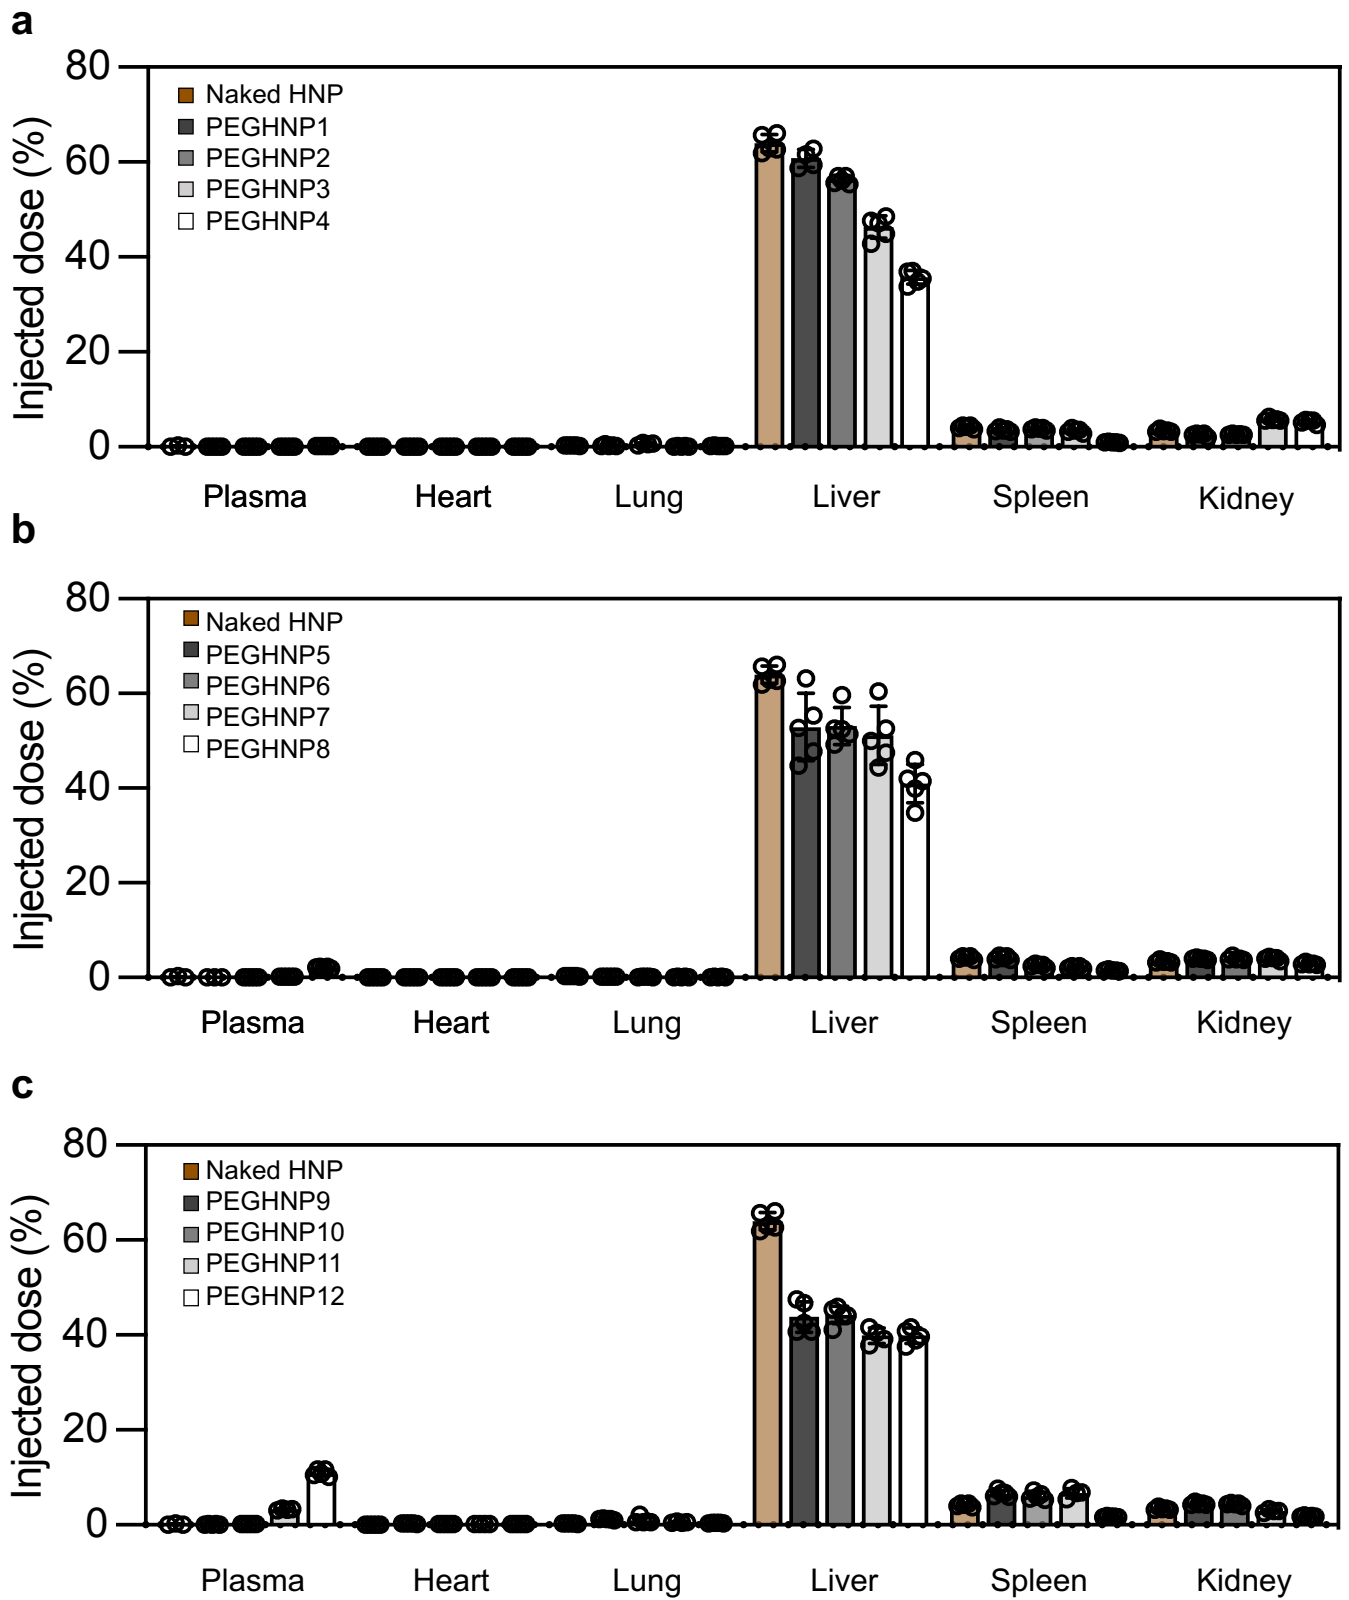 a
80
60
40
20
0
Injected dose (%)
Naked HNP
PEGHNP1
PEGHNP2
PEGHNP3
PEGHNP4
Plasma Heart Lung Liver Spleen Kidney
b
80
60
40
20
0
Injected dose (%)
Naked HNP
PEGHNP5
PEGHNP6
PEGHNP7
PEGHNP8
Plasma Heart Lung Liver Spleen Kidney
c
80
60
40
20
0
Injected dose (%)
Naked HNP
PEGHNP9
PEGHNP10
PEGHNP11
PEGHNP12
Plasma Heart Lung Liver Spleen Kidney